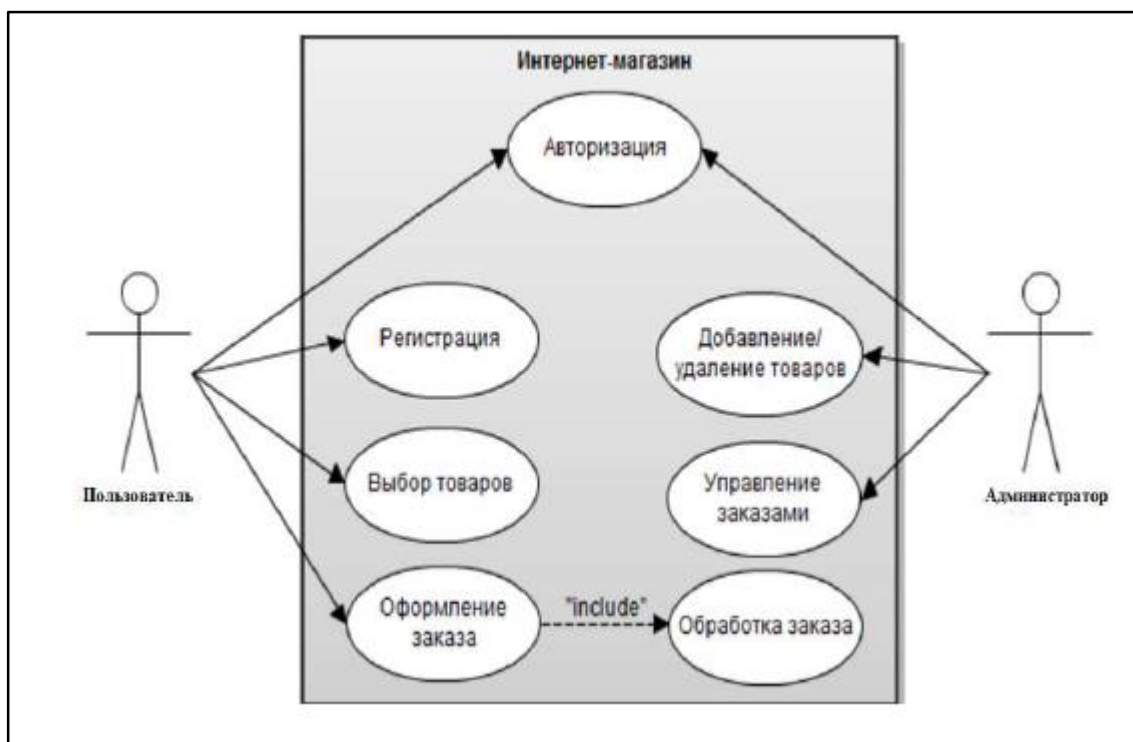 Интернет-магазин
Авторизация
Регистрация
Добавление/
удаление товаров
Выбор товаров
Управление
заказами
Пользователь
Администратор
Оформление
заказа
"include"
Обработка заказа